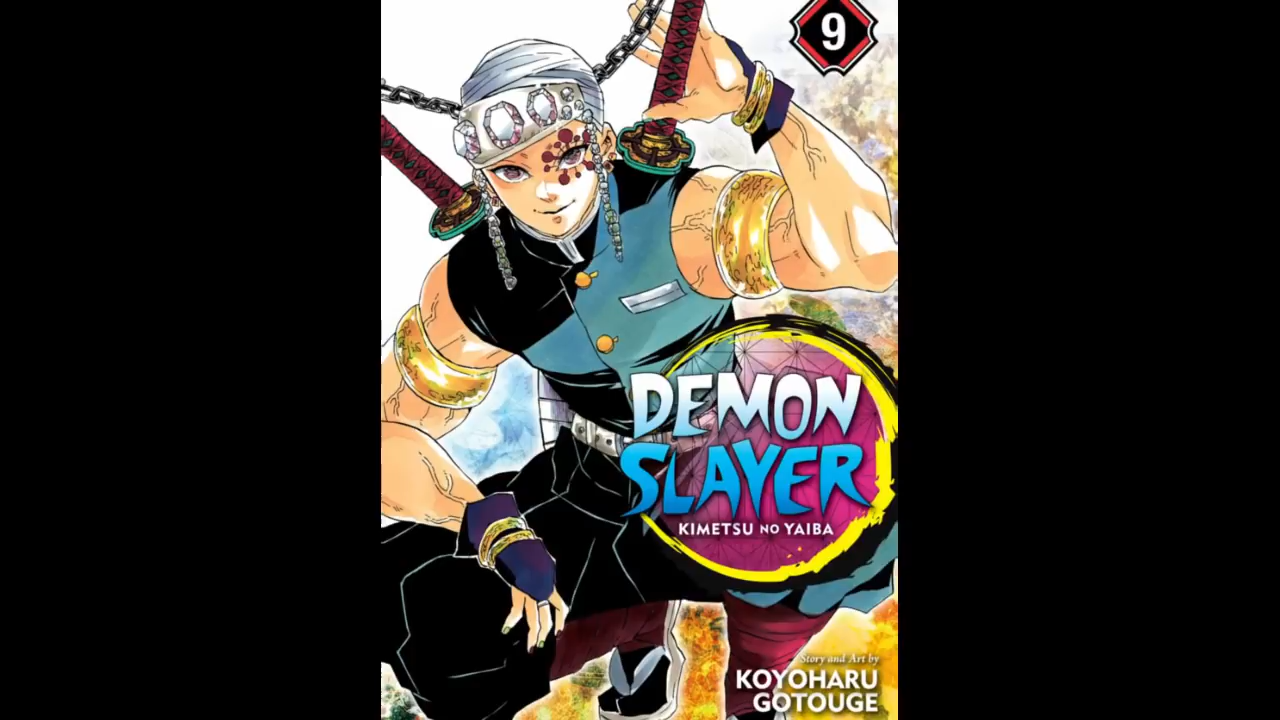 9
DEMON
SLAYER
KIMETSU NO YAIBA
Story and Art by
KOYOHARU
GOTOUGE